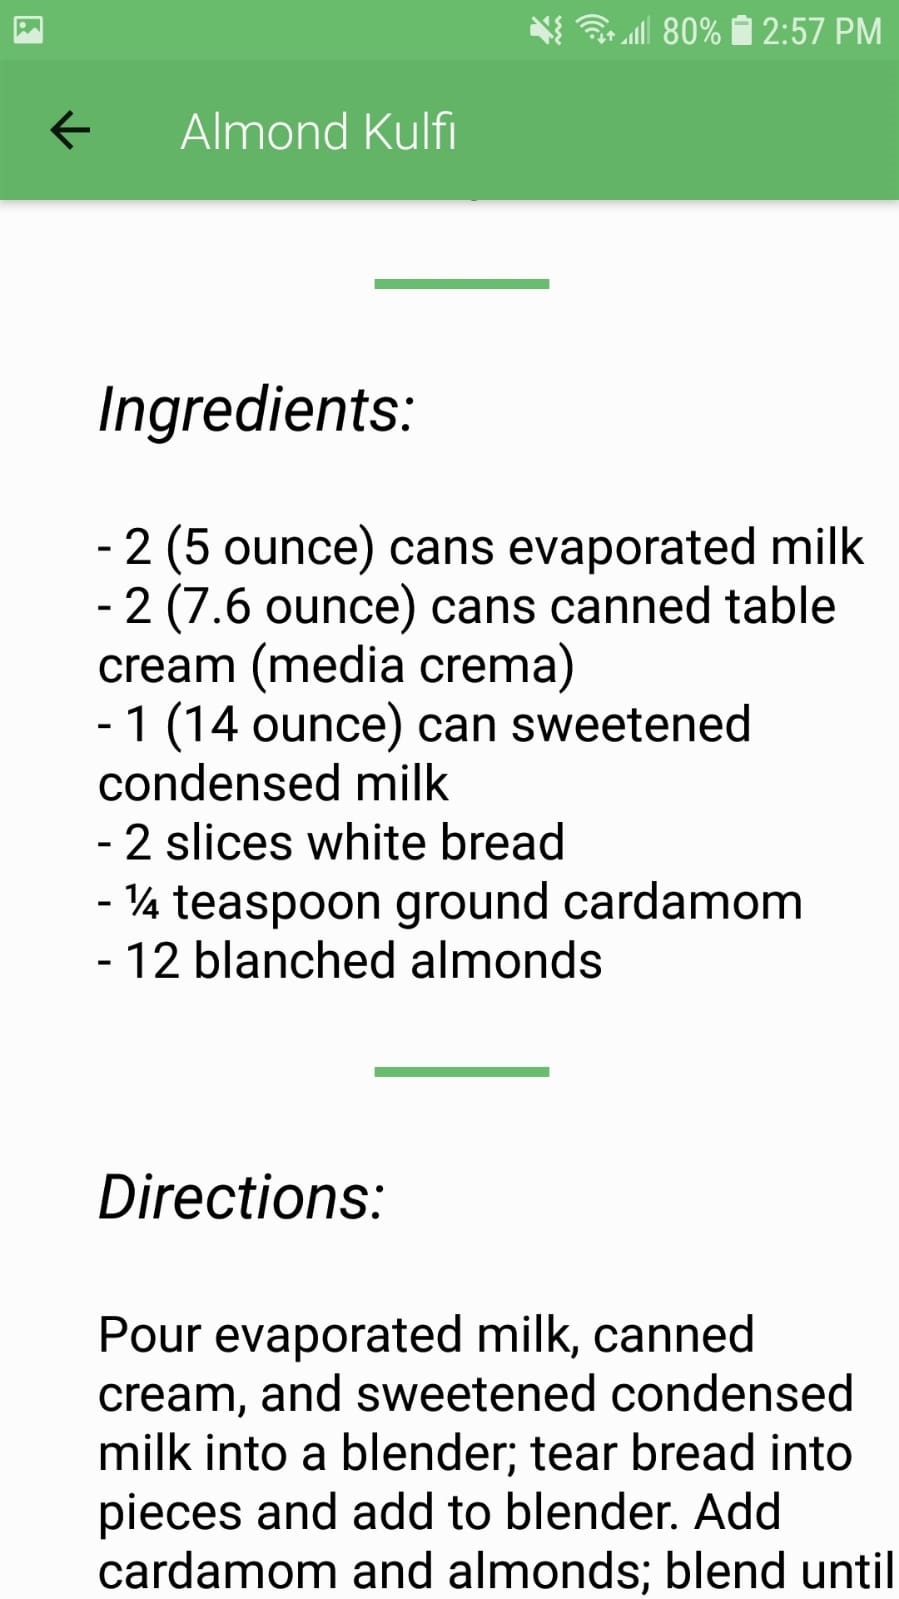 80% 2:57 PM
Almond Kulfi
Ingredients:
- 2 (5 ounce) cans evaporated milk
- 2 (7.6 ounce) cans canned table
cream (media crema)
- 1 (14 ounce) can sweetened
condensed milk
- 2 slices white bread
- ¼ teaspoon ground cardamom
- 12 blanched almonds
Directions:
Pour evaporated milk, canned
cream, and sweetened condensed
milk into a blender; tear bread into
pieces and add to blender. Add
cardamom and almonds; blend until